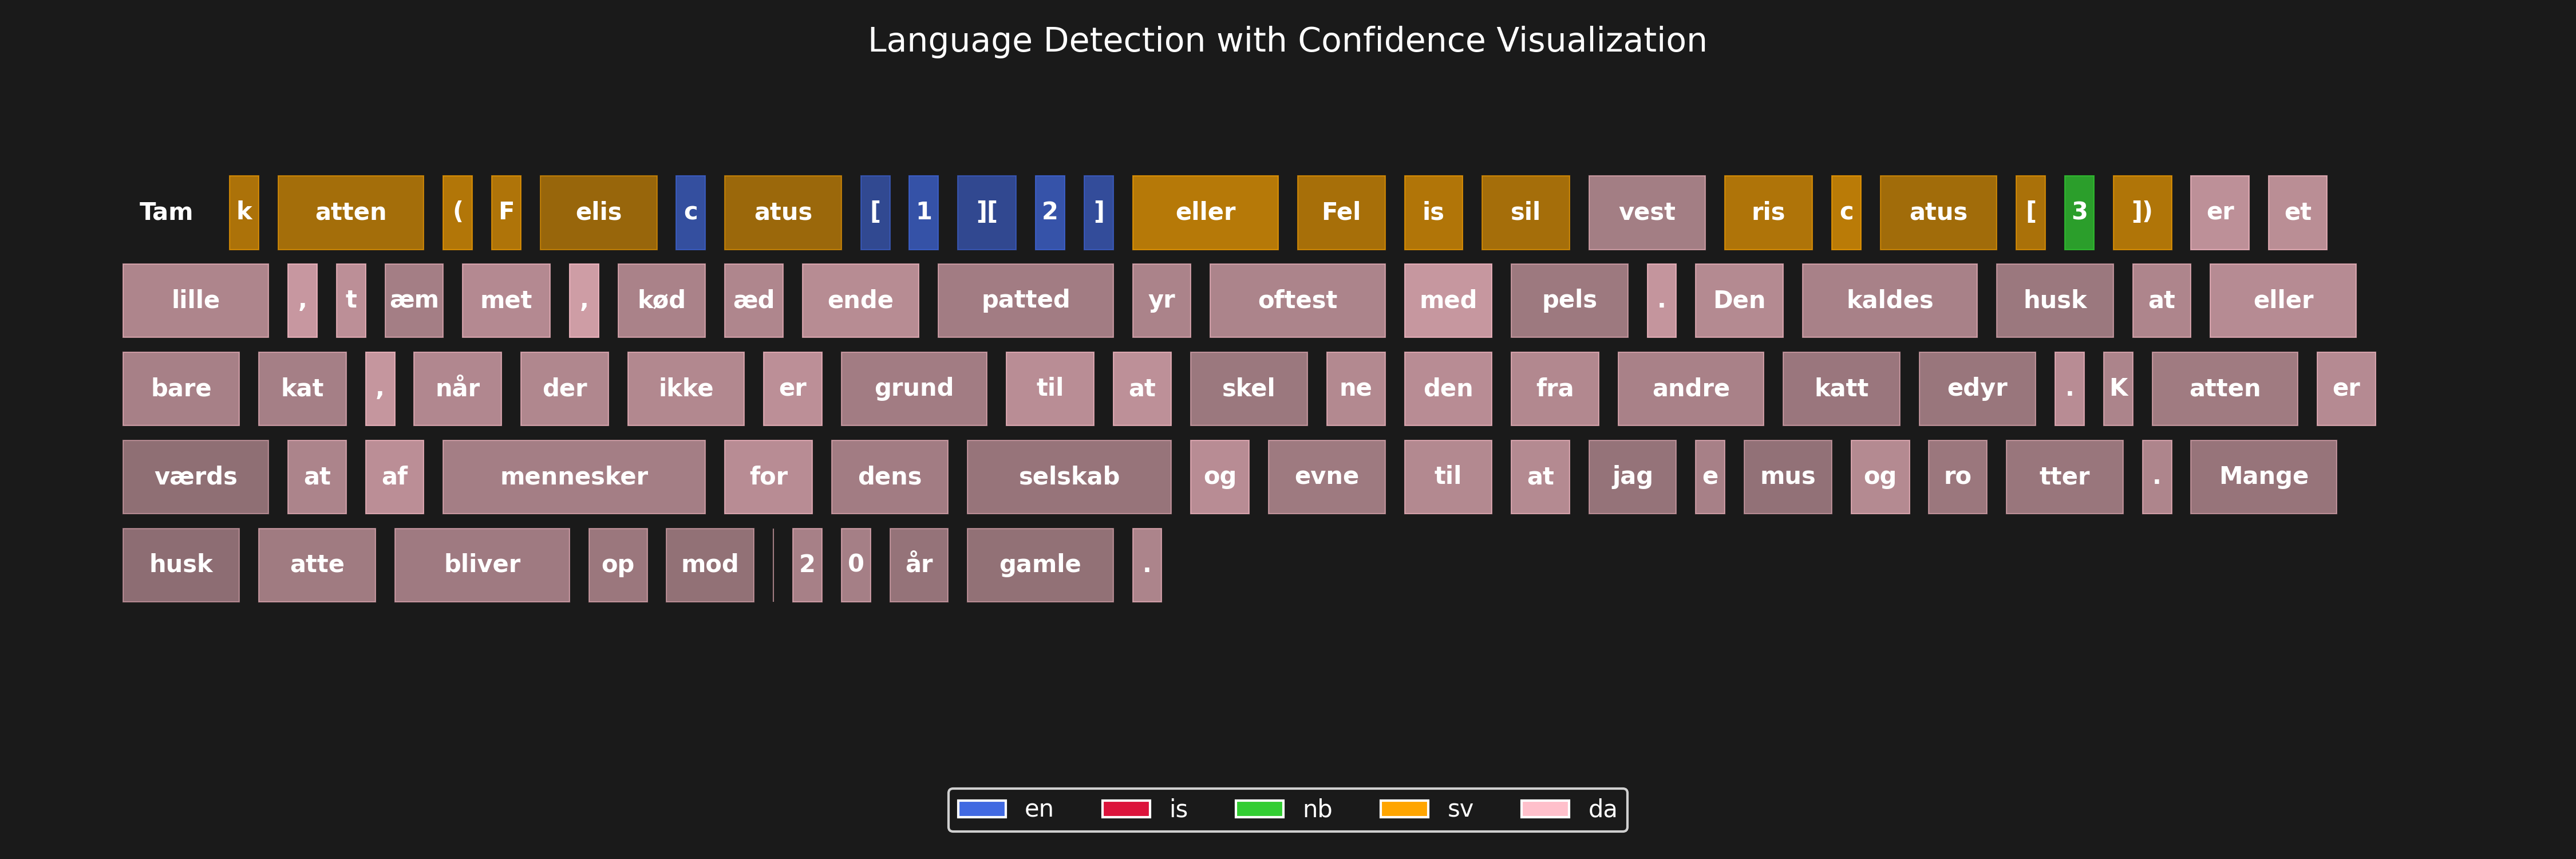 Language Detection with Confidence Visualization
Tam k atten ( F elis c atus [ 1 ][ 2 ] eller Fel is sil vest ris c atus [ 3 ]) er et
lille , t æm met , kød æd ende patted yr oftest med pels . Den kaldes husk at eller
bare kat , når der ikke er grund til at skel ne den fra andre katt edyr . K atten er
værds at af mennesker for dens selskab og evne til at jag e mus og ro tter . Mange
husk atte bliver op mod 2 0 år gamle .
en is nb sv da